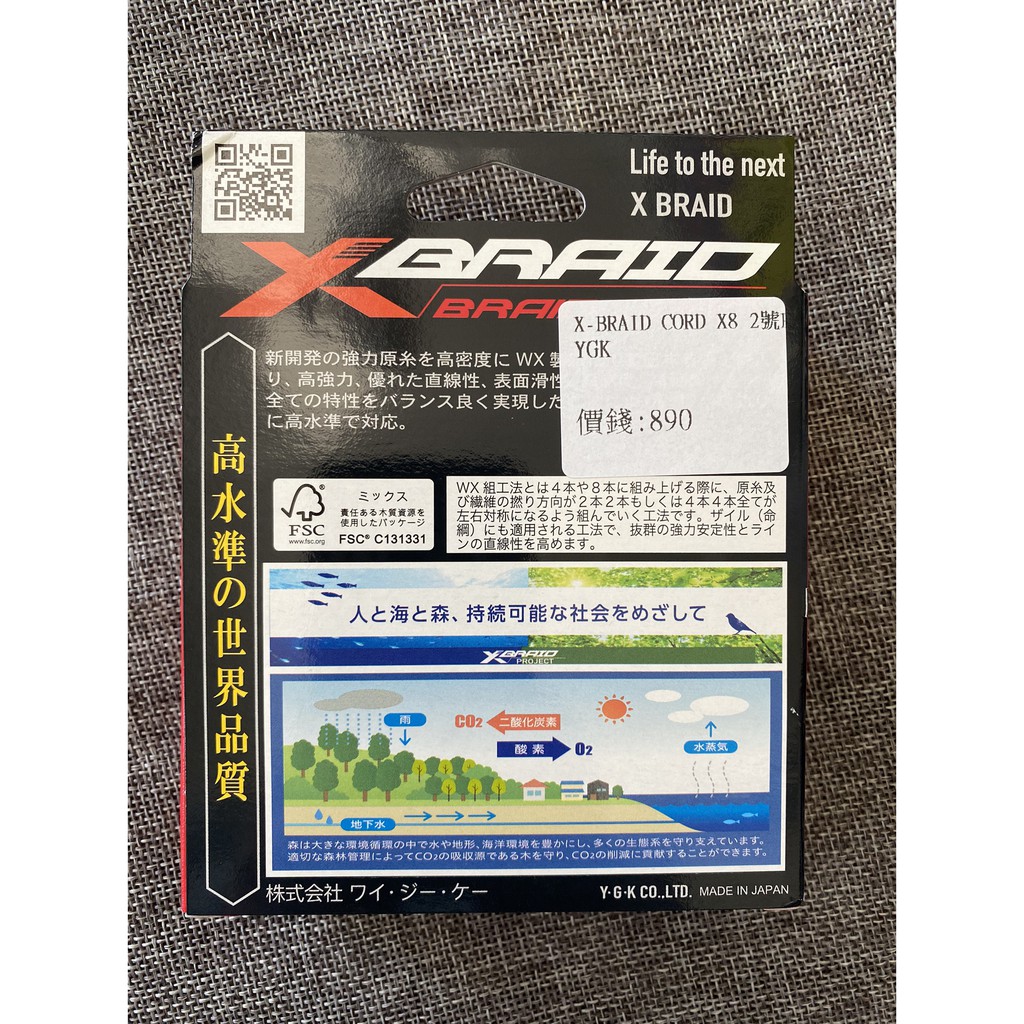 Life to the next
X BRAID
XBRAID
X-BRAID CORD X8 2號
YGK
價錢:890
新開発の強力原糸を高密度に WX
り、高強力、優れた直線性、表面滑性
全ての特性をバランス良く実現した
に高水準で対応。
高水準の世界品質
FSC
www.fsc.org
ミックス
責任ある木質資源を
使用したパッケージ
FSC® C131331
WX 組工法とは4本や8本に組み上げる際に、原糸及
び繊維の撚り方向が2本2本もしくは4本4本全てが
左右対称になるよう組んでいく工法です。ザイル（命
綱）にも適用される工法で、抜群の強力安定性とライ
ンの直線性を高めます。
人と海と森、持続可能な社会をめざして
XBRAID
PROJECT
雨
CO2
二酸化炭素
酸素
O2
水蒸気
地下水
森は大きな環境循環の中で水や地形、海洋環境を豊かにし、多くの生態系を守り支えています。
適切な森林管理によってCO2の吸収源である木を守り、CO2の削減に貢献することができます。
株式会社 ワイ・ジー・ケー
Y·G·K CO.,LTD. MADE IN JAPAN